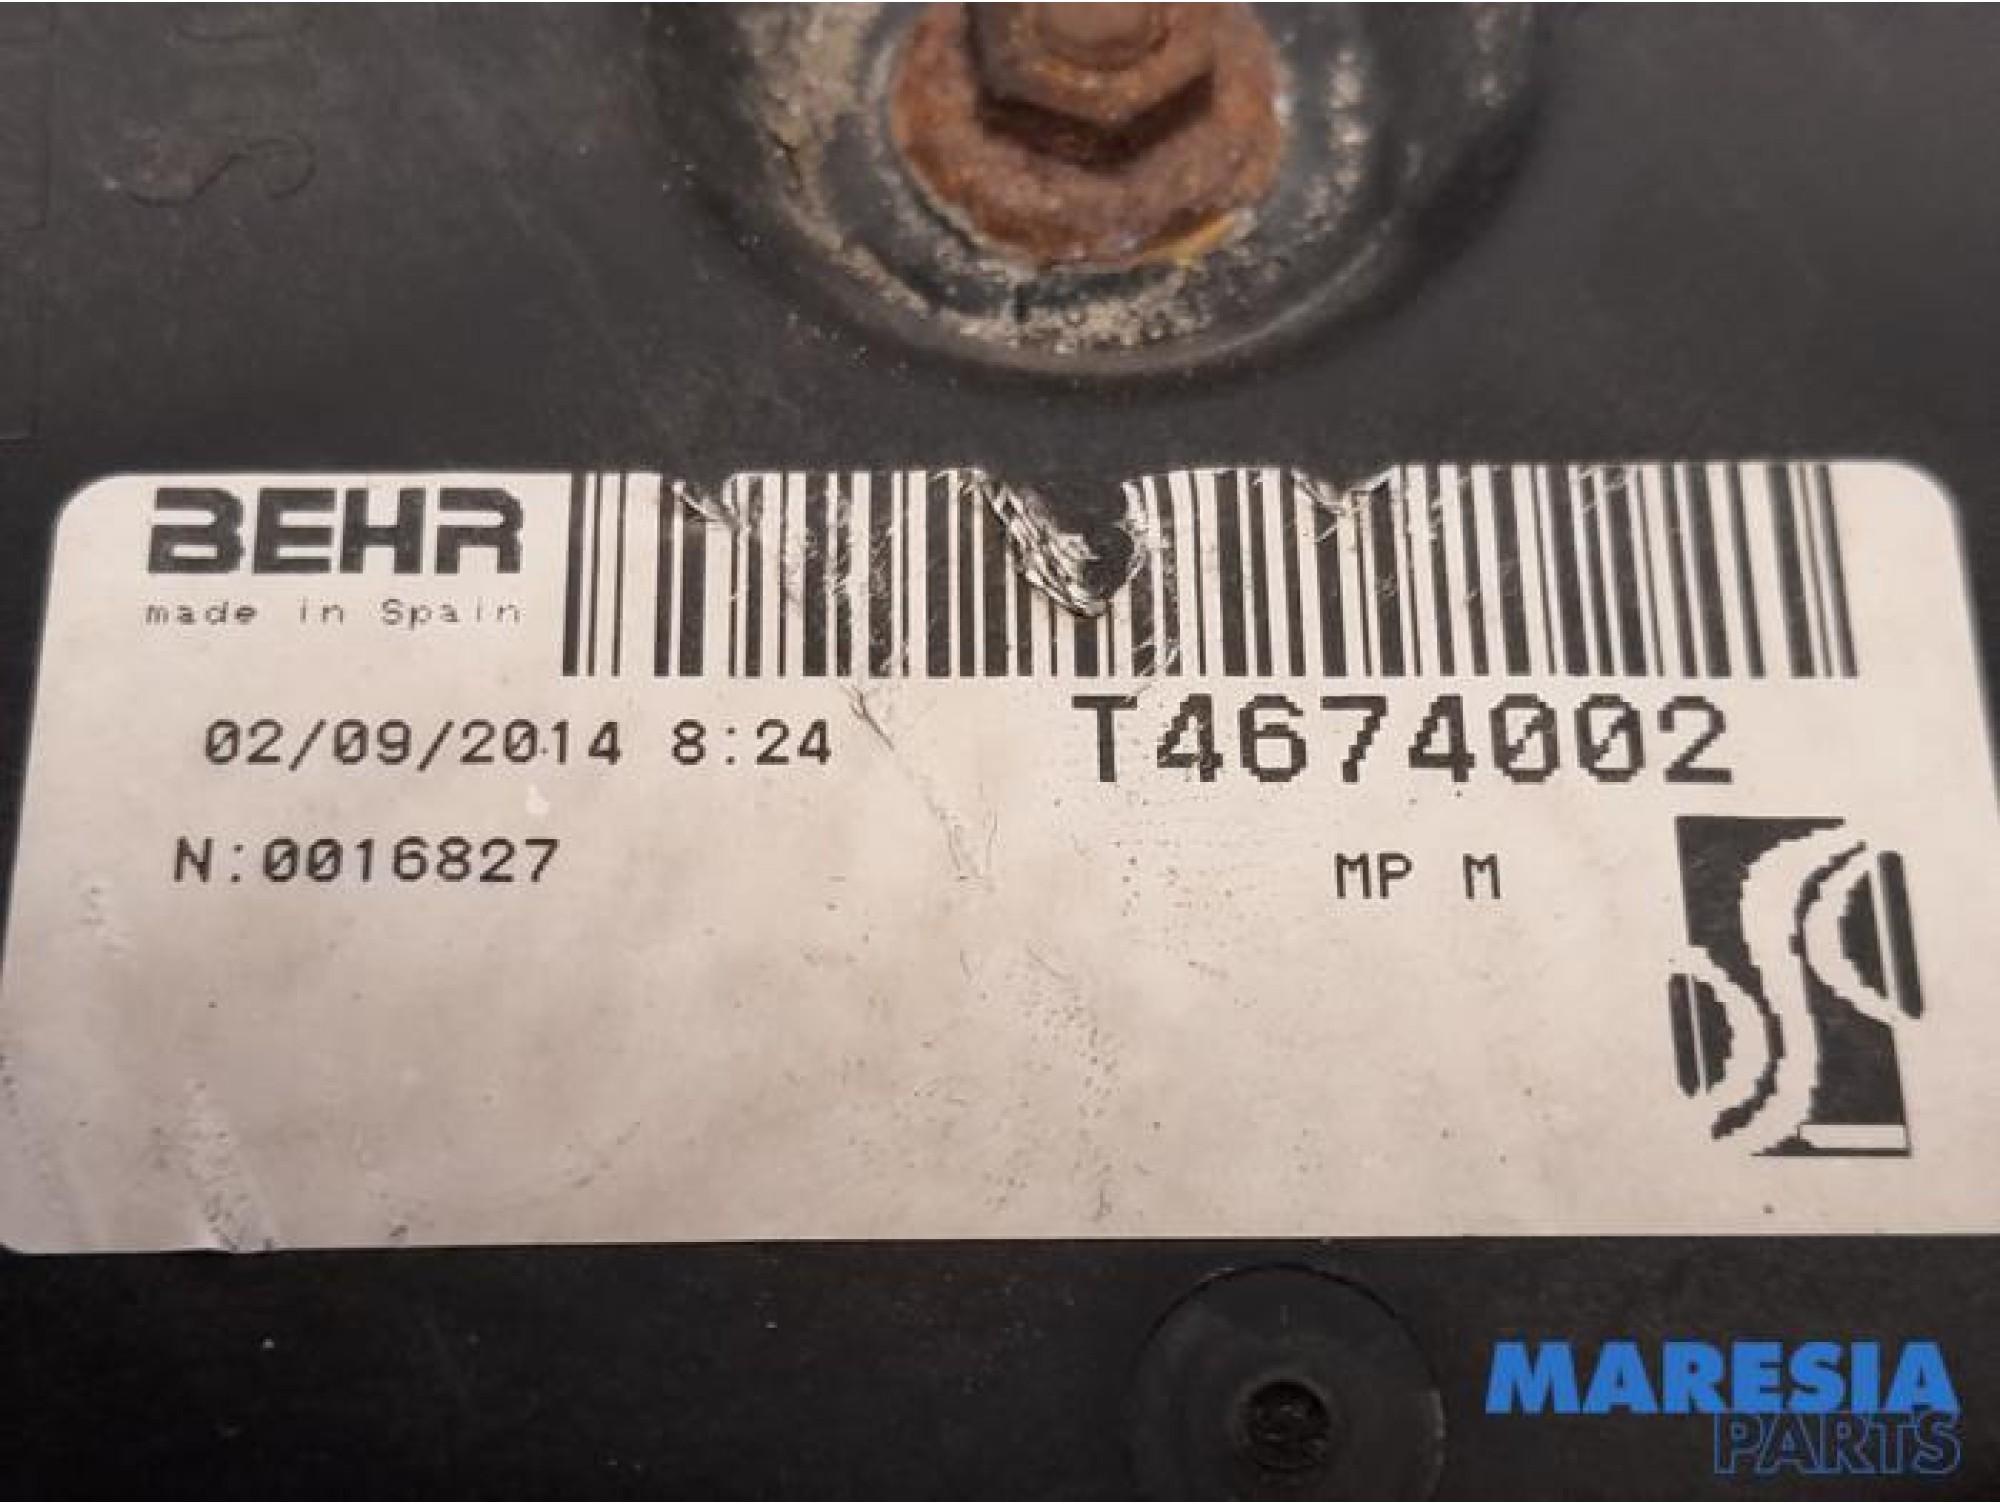 BEHR
made in Spain
02/09/2014 8:24
T4674002
N:0016827
MP M
MARESIA
PARTS